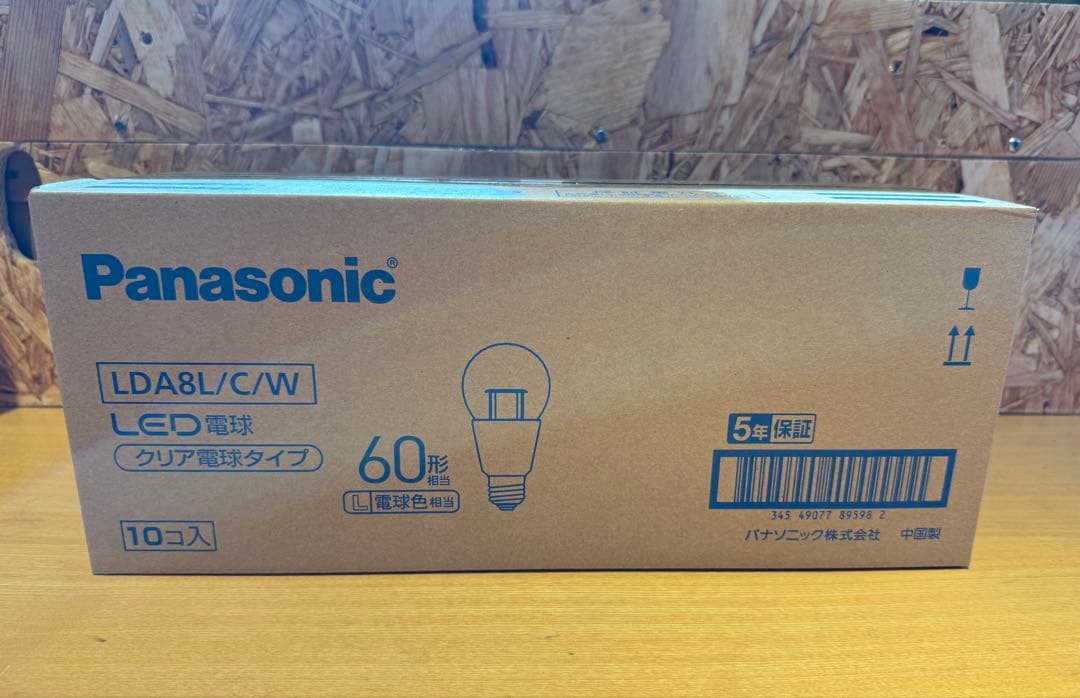 Panasonic®
LDA8L/C/W
LED電球
クリア電球タイプ
60形
相当
L 電球色相当
10コ入
5年保証
345 49077 89598 2
パナソニック株式会社 中国製